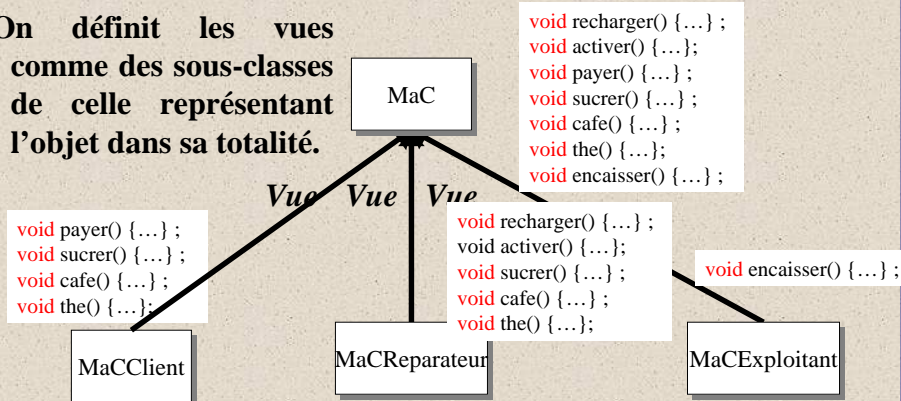 On définit les vues
comme des sous-classes
de celle représentant
l'objet dans sa totalité.
MaC
void recharger() {…} ;
void activer() {…};
void payer() {…} ;
void sucrer() {…} ;
void cafe() {…} ;
void the() {…};
void encaisser() {…} ;
Vue Vue Vue
void payer() {…} ;
void sucrer() {…} ;
void cafe() {…} ;
void the() {…};
void recharger() {…} ;
void activer() {…};
void sucrer() {…} ;
void cafe() {…} ;
void the() {…};
void encaisser() {…} ;
MaCClient
MaCReparateur
MaCExploitant